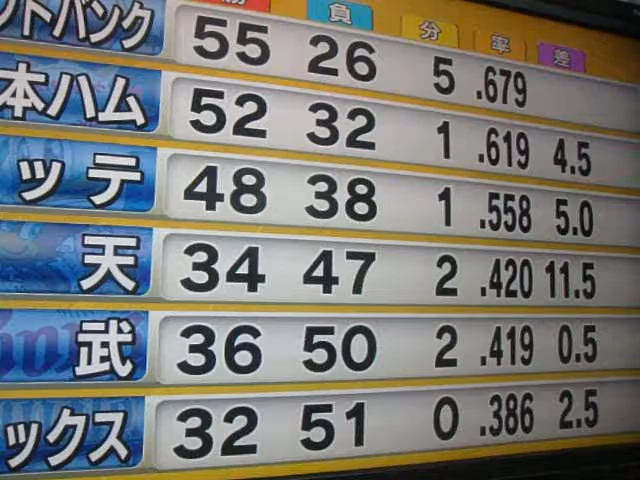 勝 負 分 率 差
ソフトバンク 55 26 5 .679
本ハム 52 32 1 .619 4.5
ッテ 48 38 1 .558 5.0
天 34 47 2 .420 11.5
武 36 50 2 .419 0.5
ックス 32 51 0 .386 2.5